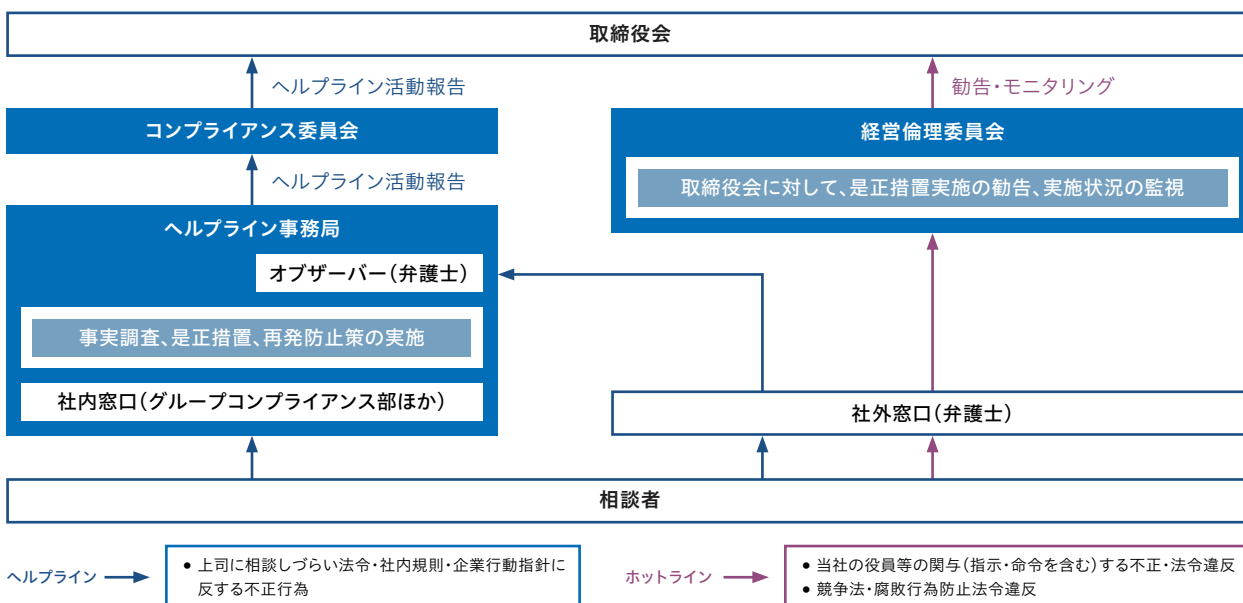 取締役会
ヘルプライン活動報告
勧告・モニタリング
コンプライアンス委員会
経営倫理委員会
ヘルプライン活動報告
取締役会に対して、是正措置実施の勧告、実施状況の監視
ヘルプライン事務局
オブザーバー(弁護士)
事実調査、是正措置、再発防止策の実施
社内窓口(グループコンプライアンス部ほか)
社外窓口(弁護士)
相談者
ヘルプライン
● 上司に相談しづらい法令・社内規則・企業行動指針に
反する不正行為
ホットライン
● 当社の役員等の関与(指示・命令を含む)する不正・法令違反
● 競争法・腐敗行為防止法令違反